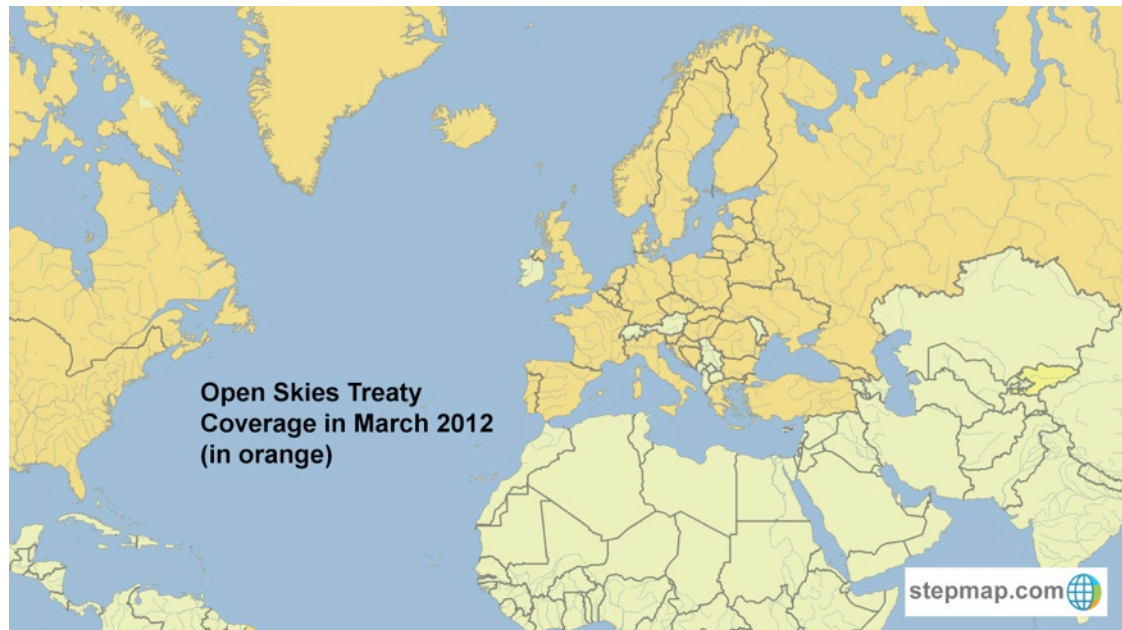 Open Skies Treaty
Coverage in March 2012
(in orange)
stepmap.com